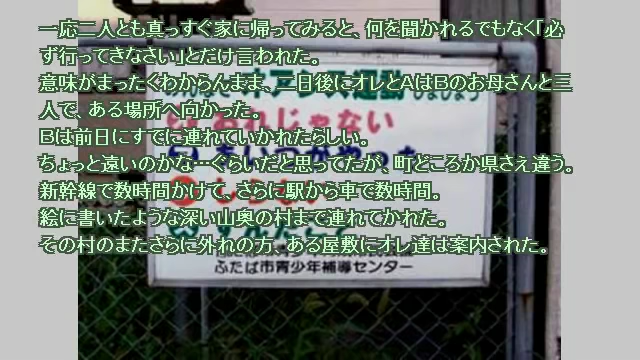 一応二人とも真っすぐ家に帰ってみると、何を聞かれるでもなく「必
ず行ってきなさい」とだけ言われた。
意味がまったくわからんまま、二日後にオレとAはBのお母さんと三
人で、ある場所へ向かった。
Bは前日にすでに連れていかれたらしい。
ちょっと遠いのかな…ぐらいだと思ってたが、町どころか県さえ違う。
新幹線で数時間かけて、さらに駅から車で数時間。
絵に書いたような深い山奥の村まで連れてかれた。
その村のまたさらに外れの方、ある屋敷にオレ達は案内された。
おれじゃない
ふたば市青少年補導センター